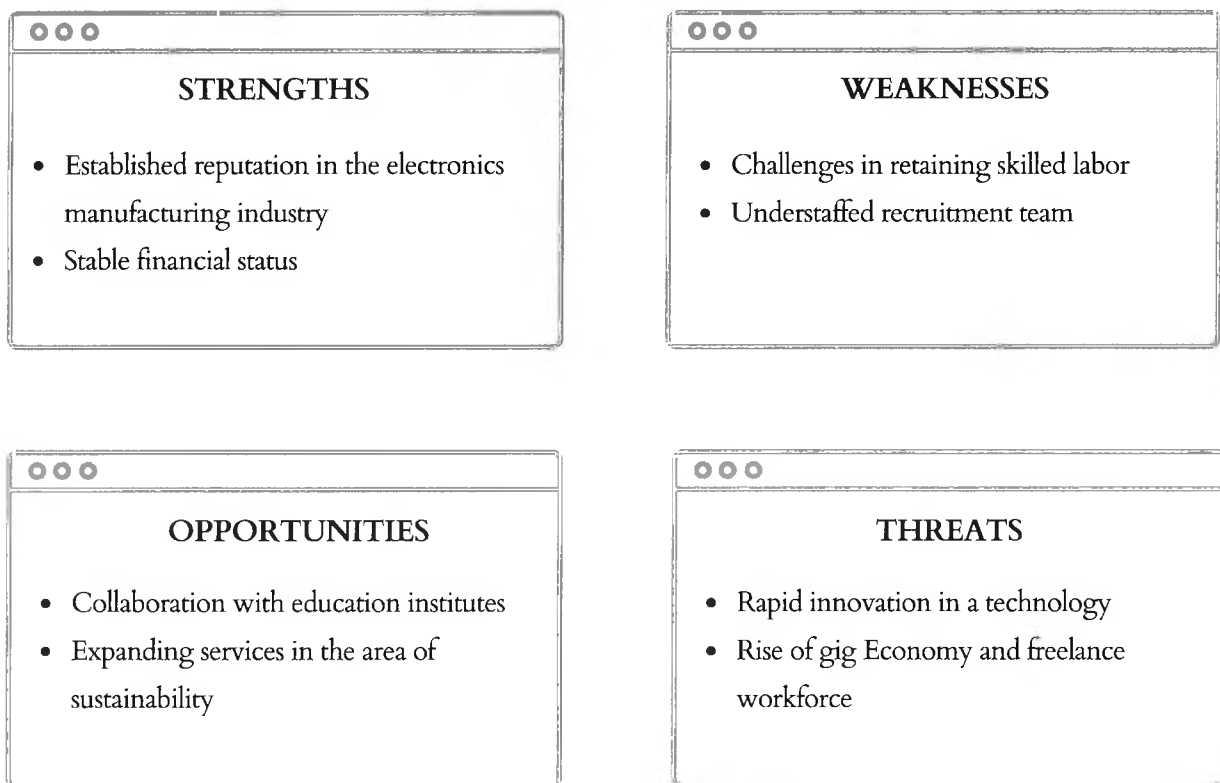 STRENGTHS
• Established reputation in the electronics
manufacturing industry
• Stable financial status
WEAKNESSES
• Challenges in retaining skilled labor
• Understaffed recruitment team
OPPORTUNITIES
• Collaboration with education institutes
• Expanding services in the area of
sustainability
THREATS
• Rapid innovation in a technology
• Rise of gig Economy and freelance
workforce